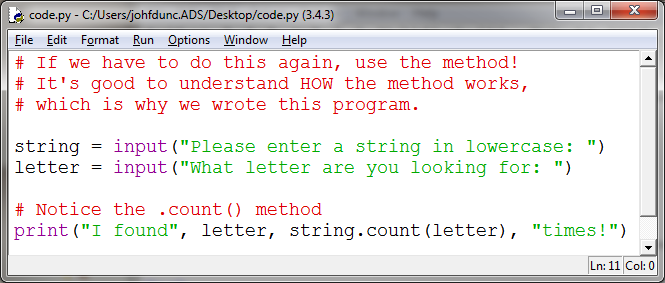 code.py - C:/Users/johfdunc.ADS/Desktop/code.py (3.4.3)
File Edit Format Run Options Window Help
# If we have to do this again, use the method!
# It's good to understand HOW the method works,
# which is why we wrote this program.
string = input("Please enter a string in lowercase: ")
letter = input("What letter are you looking for: ")
# Notice the .count() method
print("I found", letter, string.count(letter), "times!")
Ln: 11 Col: 0